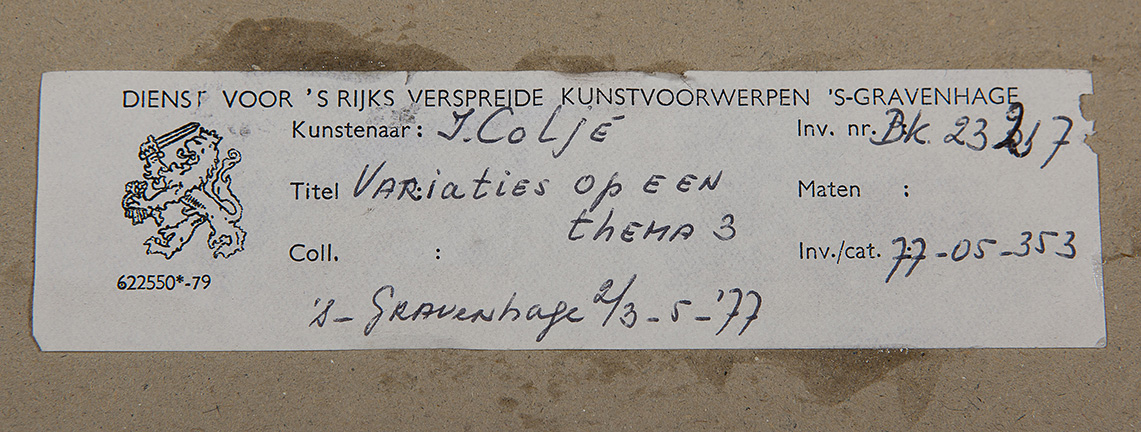 DIENST VOOR 'S RIJKS VERSPREIDE KUNSTVOORWERPEN 'S-GRAVENHAGE
Kunstenaar: J. Coljé Inv. nr. : Bk. 23217
Titel : Variaties op een Maten :
thema 3
Coll. : Inv./cat. : 77-05-353
622550*-79
's-Gravenhage 2/3-5-'77